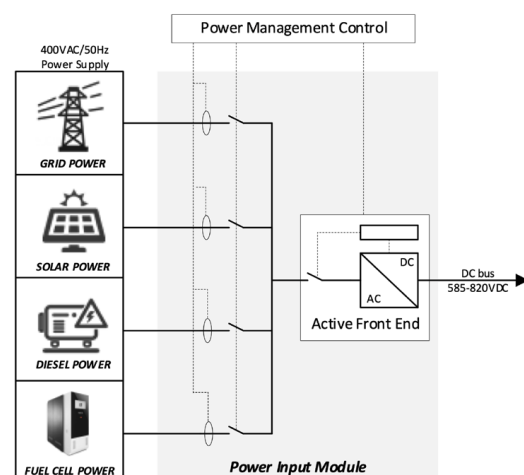 Power Management Control
400VAC/50Hz
Power Supply
GRID POWER
SOLAR POWER
DIESEL POWER
FUEL CELL POWER
DC
AC
Active Front End
DC bus
585-820VDC
Power Input Module